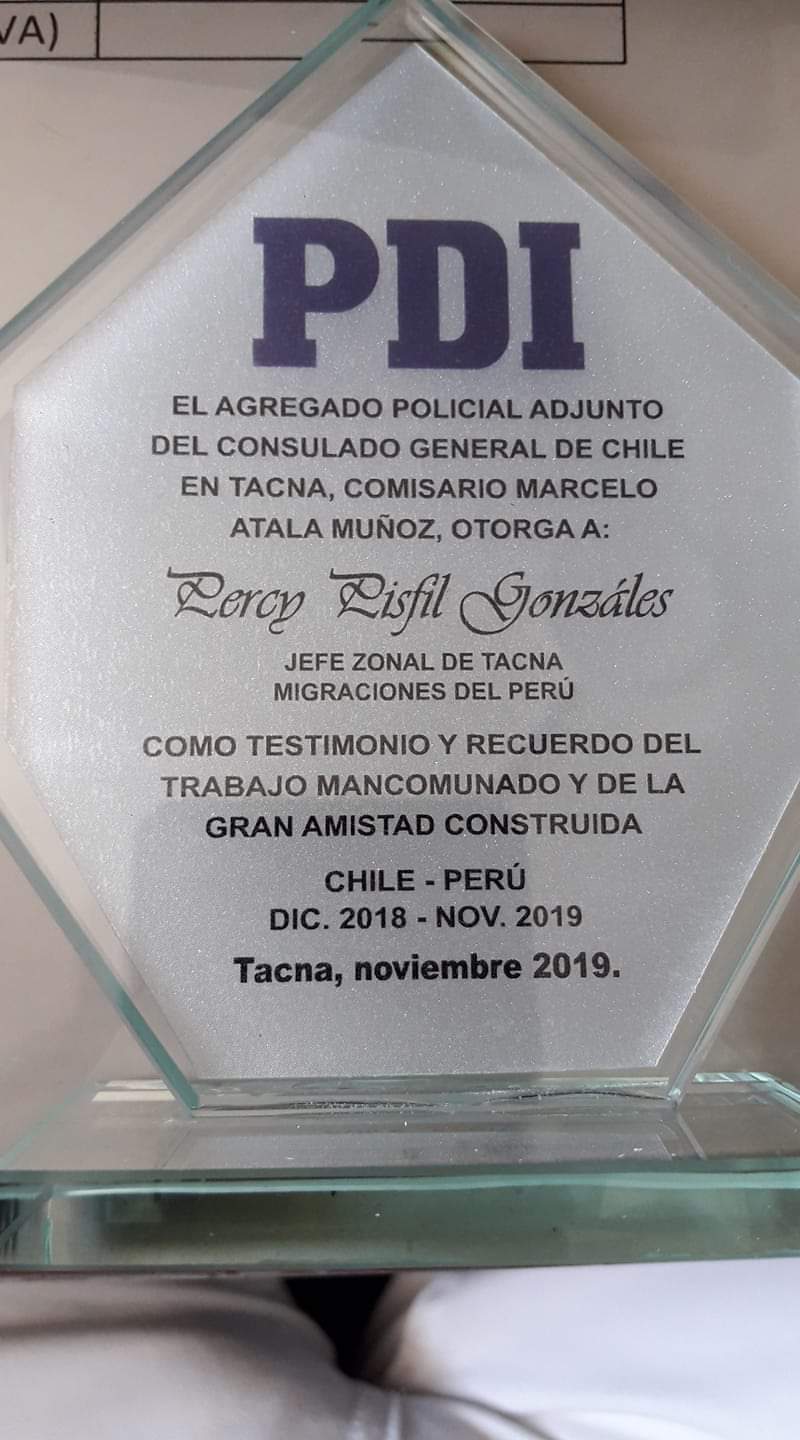 VA)
PDI
EL AGREGADO POLICIAL ADJUNTO
DEL CONSULADO GENERAL DE CHILE
EN TACNA, COMISARIO MARCELO
ATALA MUÑOZ, OTORGA A:
Percy Pisfil Gonzáles
JEFE ZONAL DE TACNA
MIGRACIONES DEL PERÚ
COMO TESTIMONIO Y RECUERDO DEL
TRABAJO MANCOMUNADO Y DE LA
GRAN AMISTAD CONSTRUIDA
CHILE - PERÚ
DIC. 2018 - NOV. 2019
Tacna, noviembre 2019.